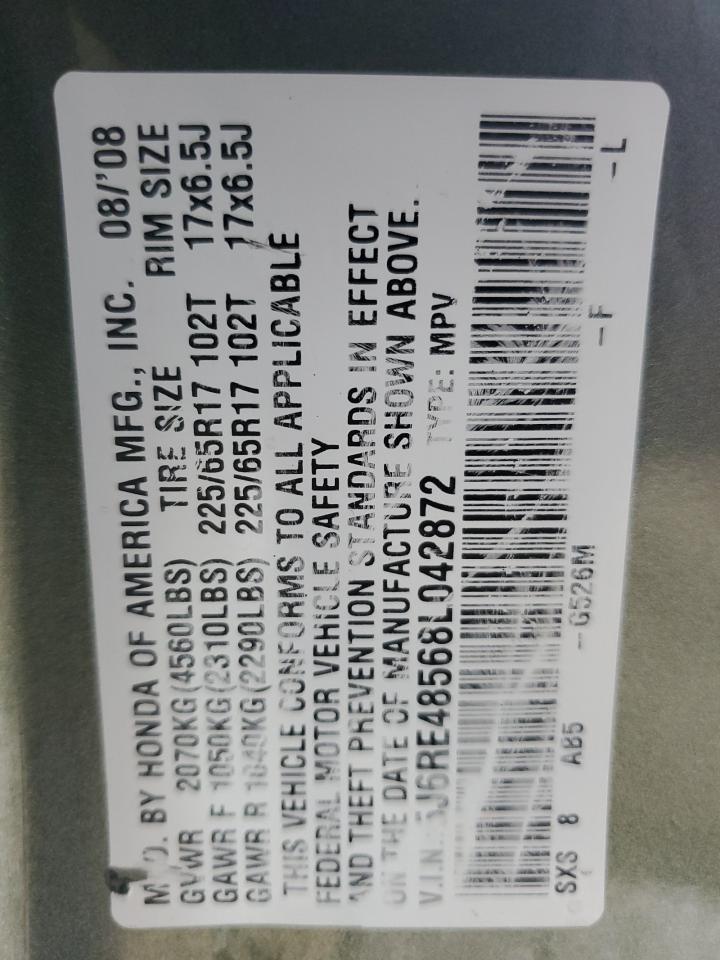 MFD. BY HONDA OF AMERICA MFG., INC. 08/'08
GVWR 2070KG(4560LBS) TIRE SIZE RIM SIZE
GAWR F 1050KG(2310LBS) 225/65R17 102T 17x6.5J
GAWR R 1040KG(2290LBS) 225/65R17 102T 17x6.5J
THIS VEHICLE CONFORMS TO ALL APPLICABLE
FEDERAL MOTOR VEHICLE SAFETY
AND THEFT PREVENTION STANDARDS IN EFFECT
ON THE DATE OF MANUFACTURE SHOWN ABOVE.
V.I.N.: 5J6RE48568L042872 TYPE: MPV
SXS 8 AB5 - G526M -F -L